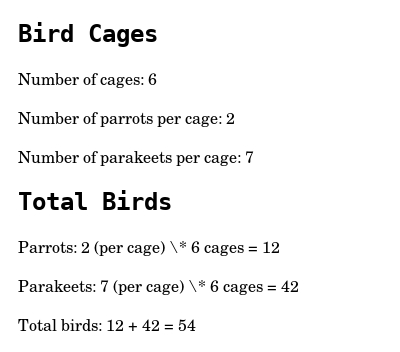 Bird Cages
Number of cages: 6
Number of parrots per cage: 2
Number of parakeets per cage: 7
Total Birds
Parrots: 2 (per cage) \* 6 cages = 12
Parakeets: 7 (per cage) \* 6 cages = 42
Total birds: 12 + 42 = 54